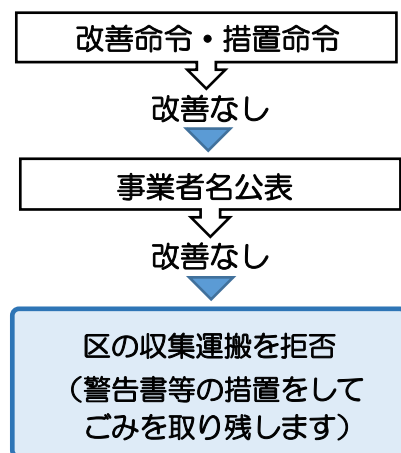 改善命令・措置命令
改善なし
事業者名公表
改善なし
区の収集運搬を拒否
（警告書等の措置をして
ごみを取り残します）